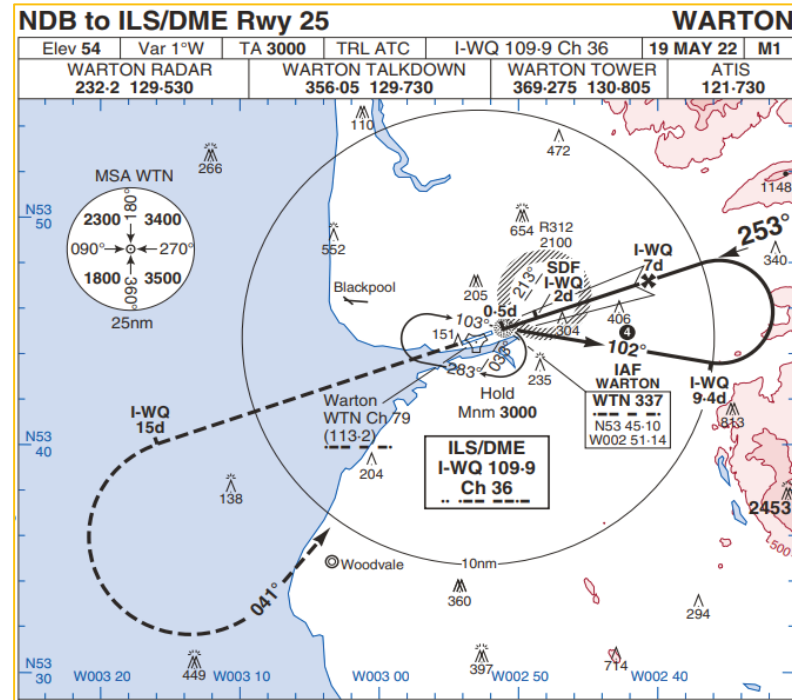 NDB to ILS/DME Rwy 25 WARTON
Elev 54 Var 1°W TA 3000 TRL ATC I-WQ 109·9 Ch 36 19 MAY 22 M1
WARTON RADAR
232·2 129·530
WARTON TALKDOWN
356·05 129·730
WARTON TOWER
369·275 130·805
ATIS
121·730
110
472
266
1148
MSA WTN
180°
2300 3400
090° 270°
1800 3500
360°
25nm
N53
50
654
R312
2100
253°
340
552
I-WQ
7d
SDF
I-WQ
2d
213°
Blackpool
205
0·5d
406
304
103°
151
4
102°
283°
033°
235
IAF
WARTON
WTN 337
N53 45·10
W002 51·14
I-WQ
9·4d
Hold
Mnm 3000
Warton
WTN Ch 79
(113·2)
I-WQ
15d
813
N53
40
ILS/DME
I-WQ 109·9
Ch 36
204
138
2453
500
041°
Woodvale
10nm
360
294
N53
30
449
W003 20
W003 10
W003 00
397
W002 50
714
W002 40